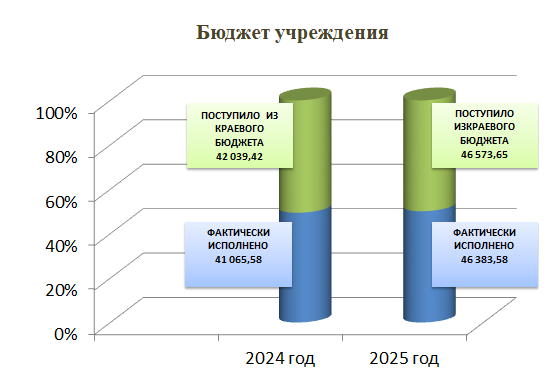 Бюджет учреждения
100%
80%
60%
40%
20%
0%
ПОСТУПИЛО ИЗ
КРАЕВОГО
БЮДЖЕТА
42 039,42
ФАКТИЧЕСКИ
ИСПОЛНЕНО
41 065,58
ПОСТУПИЛО
ИЗКРАЕВОГО
БЮДЖЕТА
46 573,65
ФАКТИЧЕСКИ
ИСПОЛНЕНО
46 383,58
2024 год
2025 год